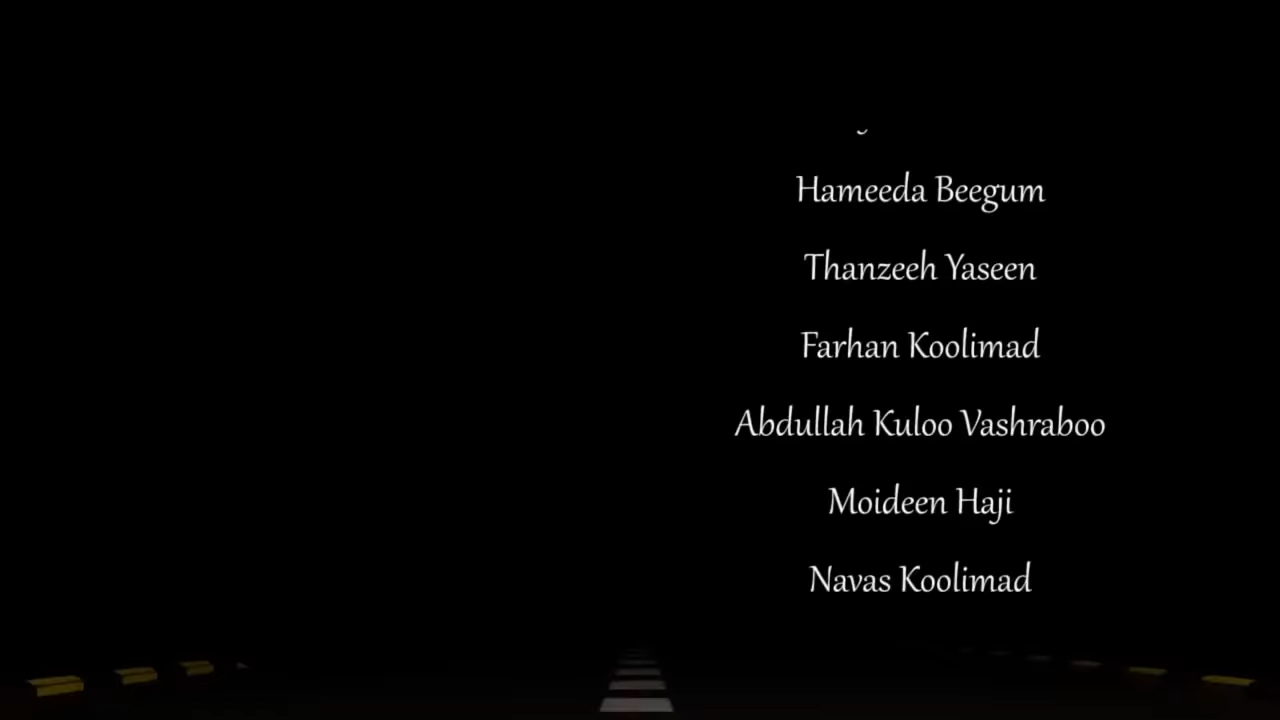 Hameeda Beegum
Thanzeeh Yaseen
Farhan Koolimad
Abdullah Kuloo Vashraboo
Moideen Haji
Navas Koolimad